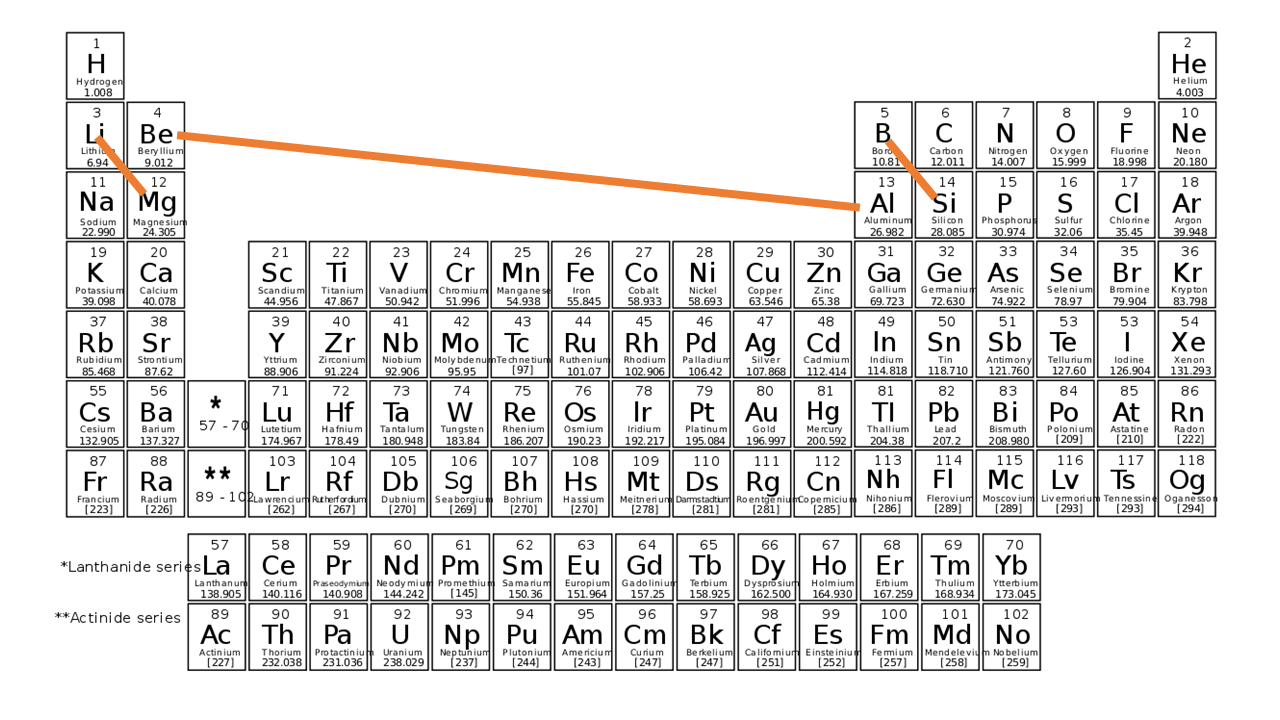 1 2
H He
Hydrogen Helium
1.008 4.003
3 4 5 6 7 8 9 10
Li Be B C N O F Ne
Lithium Beryllium Boron Carbon Nitrogen Oxygen Fluorine Neon
6.94 9.012 10.81 12.011 14.007 15.999 18.998 20.180
11 12 13 14 15 16 17 18
Na Mg Al Si P S Cl Ar
Sodium Magnesium Aluminum Silicon Phosphorus Sulfur Chlorine Argon
22.990 24.305 26.982 28.085 30.974 32.06 35.45 39.948
19 20 21 22 23 24 25 26 27 28 29 30 31 32 33 34 35 36
K Ca Sc Ti V Cr Mn Fe Co Ni Cu Zn Ga Ge As Se Br Kr
Potassium Calcium Scandium Titanium Vanadium Chromium Manganese Iron Cobalt Nickel Copper Zinc Gallium Germanium Arsenic Selenium Bromine Krypton
39.098 40.078 44.956 47.867 50.942 51.996 54.938 55.845 58.933 58.693 63.546 65.38 69.723 72.630 74.922 78.97 79.904 83.798
37 38 39 40 41 42 43 44 45 46 47 48 49 50 51 53 53 54
Rb Sr Y Zr Nb Mo Tc Ru Rh Pd Ag Cd In Sn Sb Te I Xe
Rubidium Strontium Yttrium Zirconium Niobium Molybdenum Technetium Ruthenium Rhodium Palladium Silver Cadmium Indium Tin Antimony Tellurium Iodine Xenon
85.468 87.62 88.906 91.224 92.906 95.95 [97] 101.07 102.906 106.42 107.868 112.414 114.818 118.710 121.760 127.60 126.904 131.293
55 56 71 72 73 74 75 76 78 79 80 81 81 82 83 84 85 86
Cs Ba * Lu Hf Ta W Re Os Ir Pt Au Hg Tl Pb Bi Po At Rn
Cesium Barium 57 - 70 Lutetium Hafnium Tantalum Tungsten Rhenium Osmium Iridium Platinum Gold Mercury Thallium Lead Bismuth Polonium Astatine Radon
132.905 137.327 174.967 178.49 180.948 183.84 186.207 190.23 192.217 195.084 196.997 200.592 204.38 207.2 208.980 [209] [210] [222]
87 88 103 104 105 106 107 108 109 110 111 112 113 114 115 116 117 118
Fr Ra ** Lr Rf Db Sg Bh Hs Mt Ds Rg Cn Nh Fl Mc Lv Ts Og
Francium Radium 89 - 102 Lawrencium Rutherfordium Dubnium Seaborgium Bohrium Hassium Meitnerium Darmstadtium Roentgenium Copernicium Nihonium Flerovium Moscovium Livermorium Tennessine Oganesson
[223] [226] [262] [267] [270] [269] [270] [270] [278] [281] [281] [285] [286] [289] [289] [293] [293] [294]
57 58 59 60 61 62 63 64 65 66 67 68 69 70
*Lanthanide series La Ce Pr Nd Pm Sm Eu Gd Tb Dy Ho Er Tm Yb
Lanthanum Cerium Praseodymium Neodymium Promethium Samarium Europium Gadolinium Terbium Dysprosium Holmium Erbium Thulium Ytterbium
138.905 140.116 140.908 144.242 [145] 150.36 151.964 157.25 158.925 162.500 164.930 167.259 168.934 173.045
**Actinide series 89 90 91 92 93 94 95 96 97 98 99 100 101 102
Ac Th Pa U Np Pu Am Cm Bk Cf Es Fm Md No
Actinium Thorium Protactinium Uranium Neptunium Plutonium Americium Curium Berkelium Californium Einsteinium Fermium Mendelevium Nobelium
[227] 232.038 231.036 238.029 [237] [244] [243] [247] [247] [251] [252] [257] [258] [259]